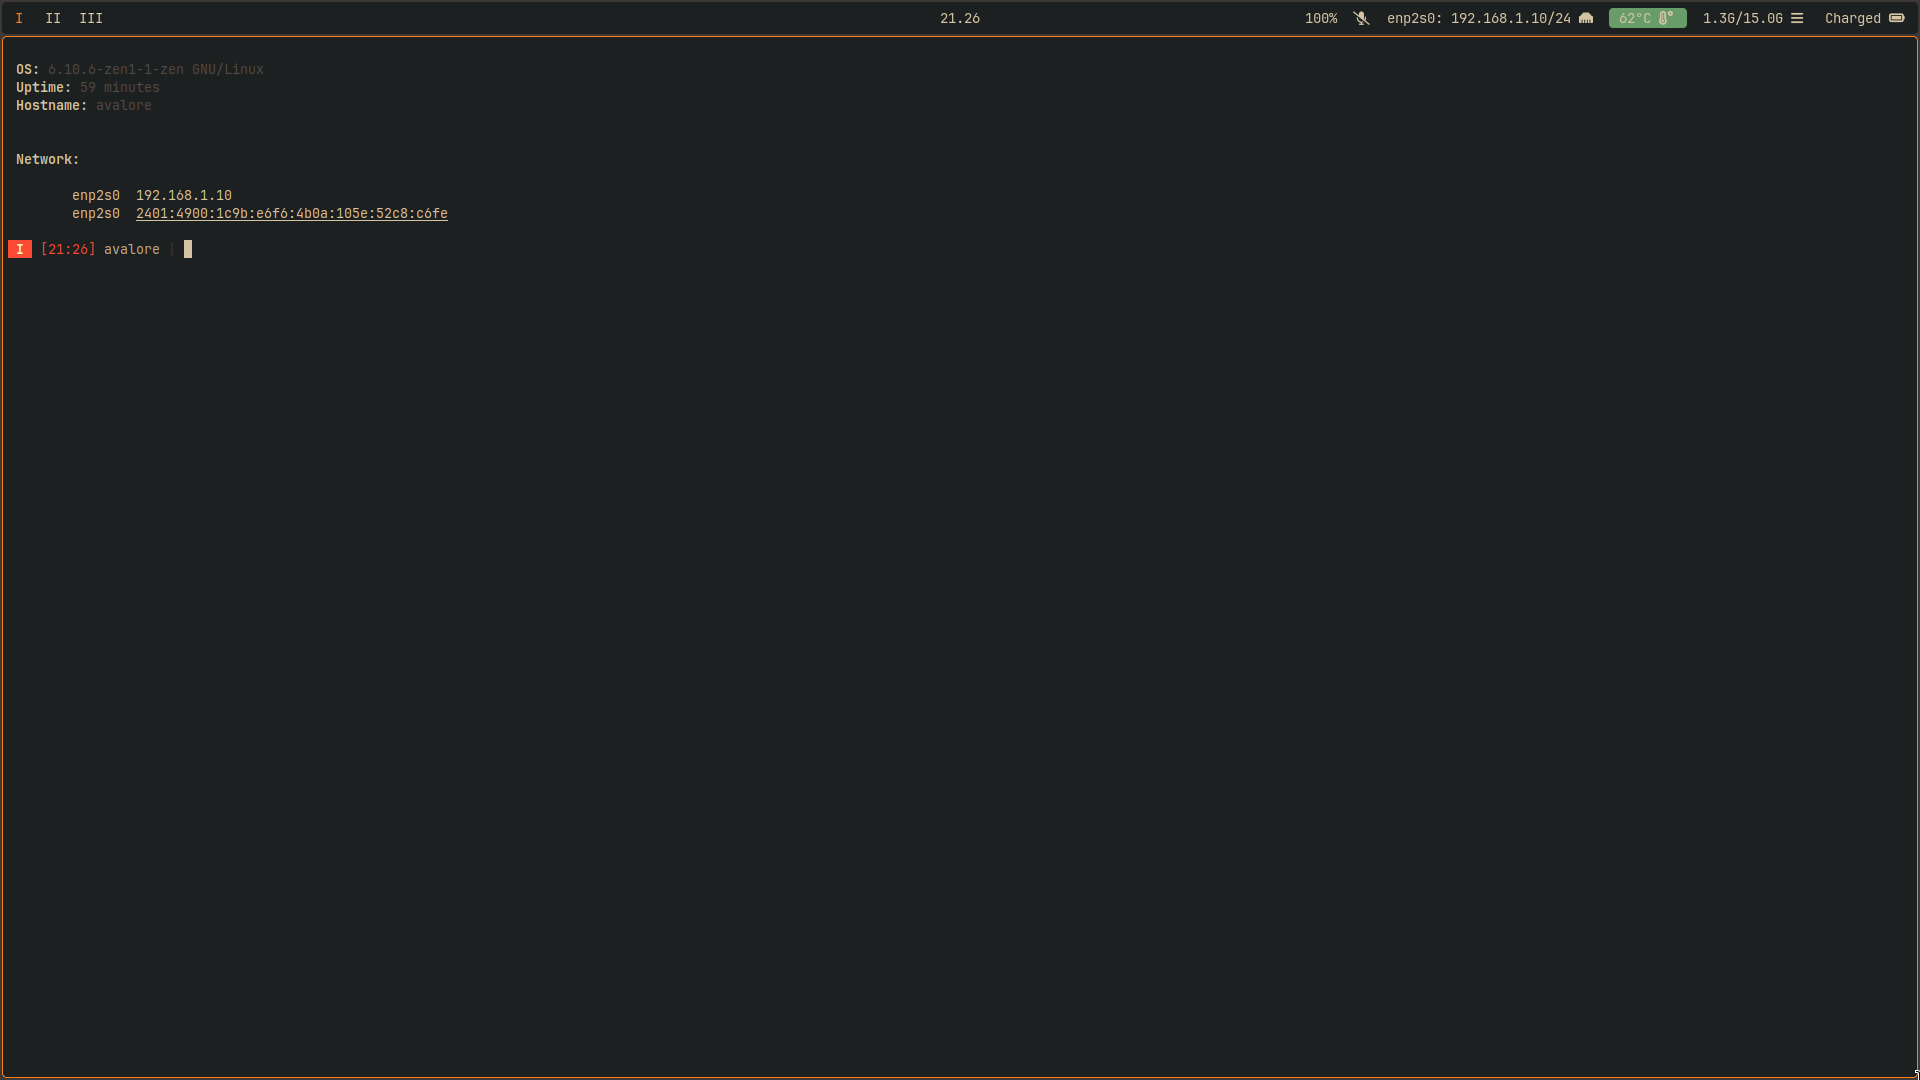 I II III 21.26 100% enp2s0: 192.168.1.10/24 62°C 1.3G/15.0G Charged
OS: 6.10.6-zen1-1-zen GNU/Linux
Uptime: 59 minutes
Hostname: avalore
Network:
enp2s0 192.168.1.10
enp2s0 2401:4900:1c9b:e6f6:4b0a:105e:52c8:c6fe
I [21:26] avalore |